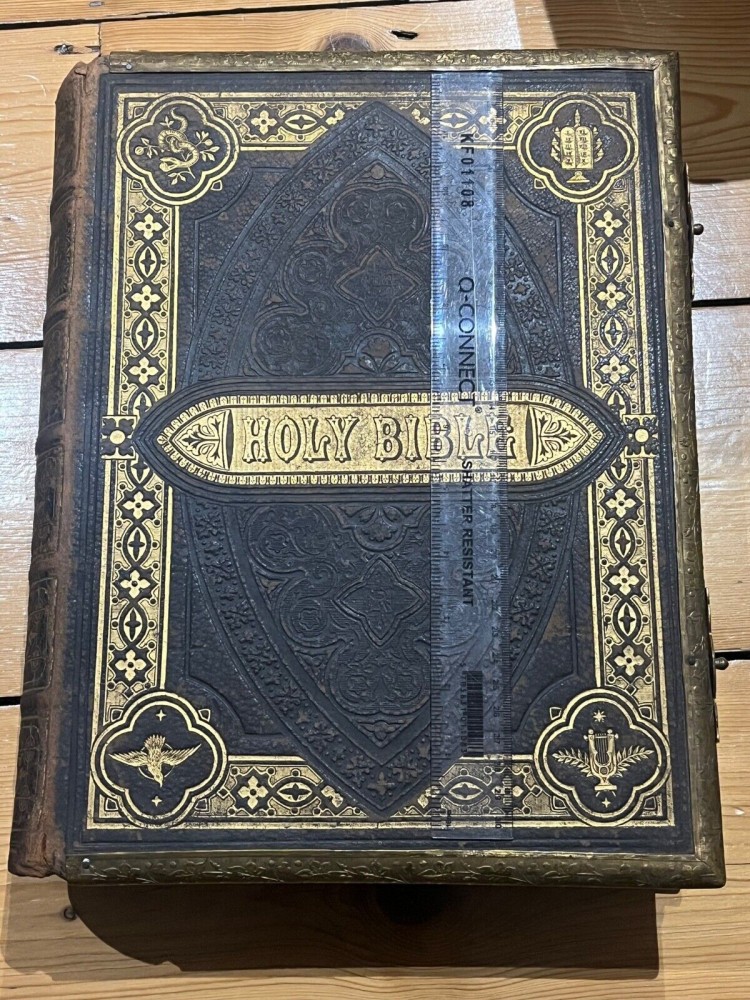 HOLY BIBLE
KF01108
Q-CONNECT®
SHATTER RESISTANT